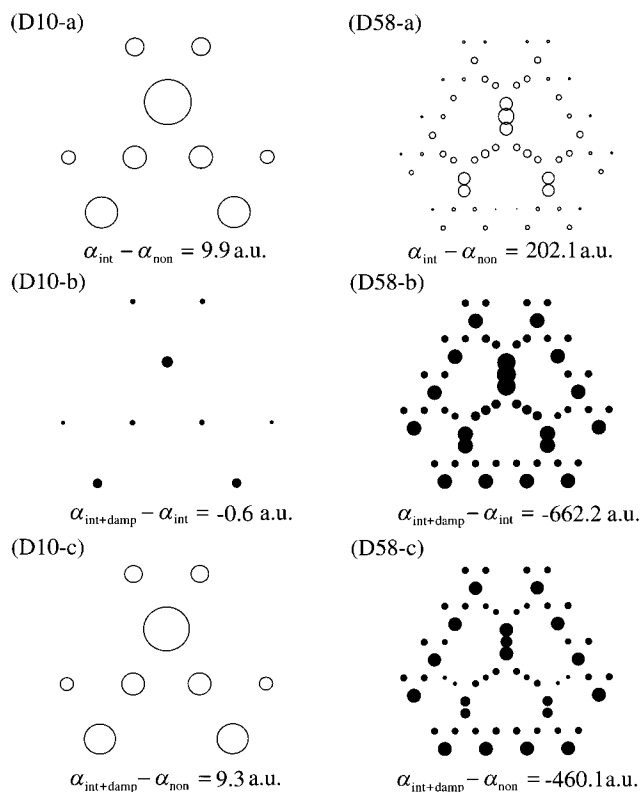 (D10-a)
(D58-a)
α_int − α_non = 9.9 a.u.
α_int − α_non = 202.1 a.u.
(D10-b)
(D58-b)
α_int+damp − α_int = -0.6 a.u.
α_int+damp − α_int = -662.2 a.u.
(D10-c)
(D58-c)
α_int+damp − α_non = 9.3 a.u.
α_int+damp − α_non = -460.1 a.u.